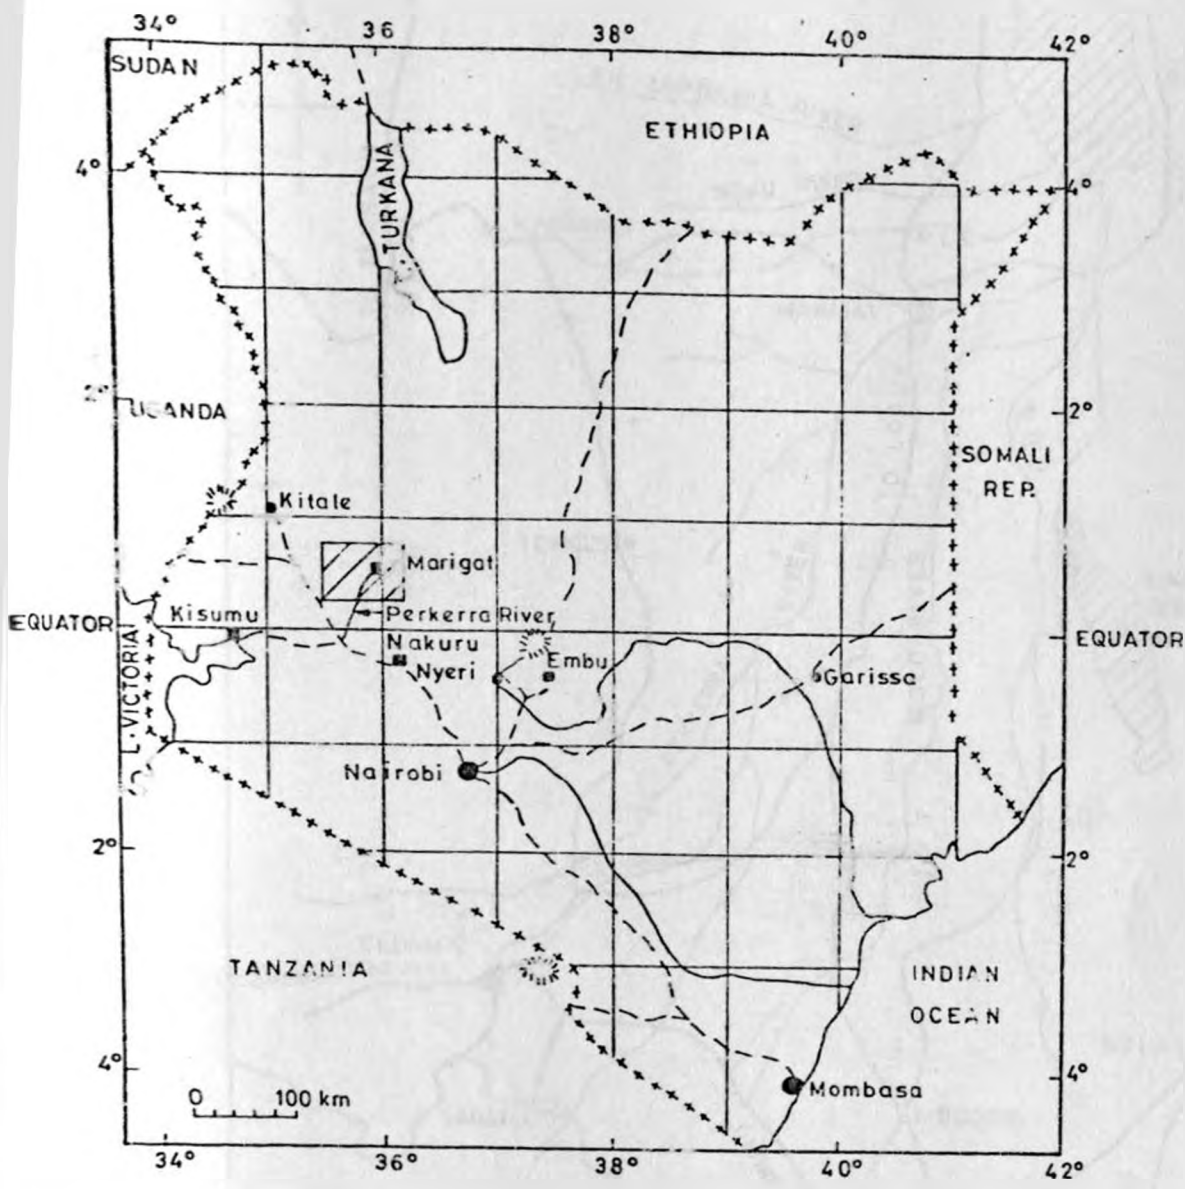 34° 36 38° 40° 42°
SUDAN
ETHIOPIA
TURKANA
4° 4°
2° 2°
UGANDA
SOMALI
REP.
Kitale
Marigat
Kisumu
Perkerra River
EQUATOR EQUATOR
L. VICTORIA
Nakuru
Nyeri
Embu
Garissa
Nairobi
2° 2°
TANZANIA
INDIAN
OCEAN
4° 4°
0 100 km
Mombasa
34° 36° 38° 40° 42°